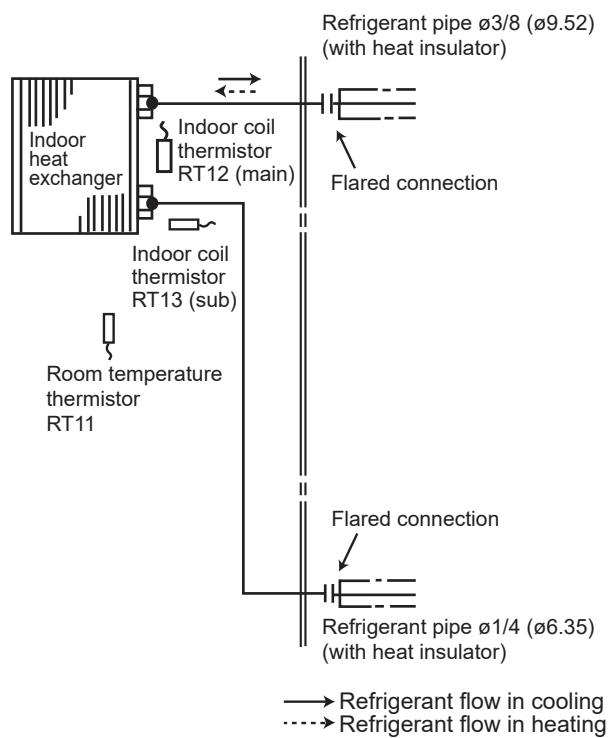 Refrigerant pipe ø3/8 (ø9.52)
(with heat insulator)
Indoor
heat
exchanger
Indoor coil
thermistor
RT12 (main)
Flared connection
Indoor coil
thermistor
RT13 (sub)
Room temperature
thermistor
RT11
Flared connection
Refrigerant pipe ø1/4 (ø6.35)
(with heat insulator)
Refrigerant flow in cooling
Refrigerant flow in heating